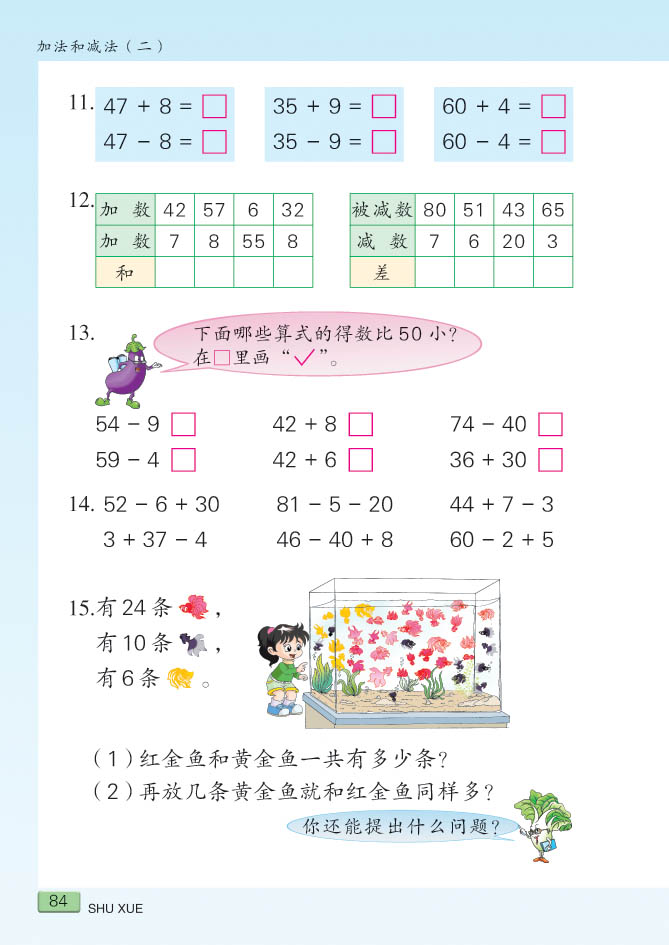 加法和减法（二）
11. 47 + 8 = □ 35 + 9 = □ 60 + 4 = □
47 − 8 = □ 35 − 9 = □ 60 − 4 = □
12. 加数 42 57 6 32 被减数 80 51 43 65
加数 7 8 55 8 减数 7 6 20 3
和 差
13. 下面哪些算式的得数比 50 小？
在□里画“✓”。
54 − 9 □ 42 + 8 □ 74 − 40 □
59 − 4 □ 42 + 6 □ 36 + 30 □
14. 52 − 6 + 30 81 − 5 − 20 44 + 7 − 3
3 + 37 − 4 46 − 40 + 8 60 − 2 + 5
15. 有 24 条 ，
有 10 条 ，
有 6 条 。
（1）红金鱼和黄金鱼一共有多少条？
（2）再放几条黄金鱼就和红金鱼同样多？
你还能提出什么问题？
84 SHU XUE